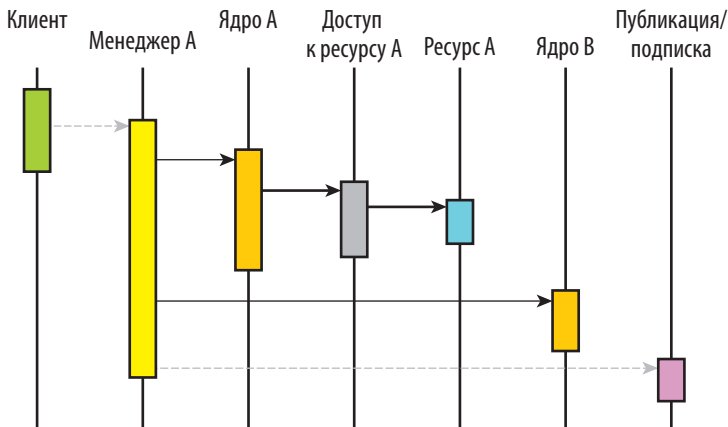 Клиент
Менеджер А
Ядро А
Доступ
к ресурсу А
Ресурс А
Ядро В
Публикация/
подписка